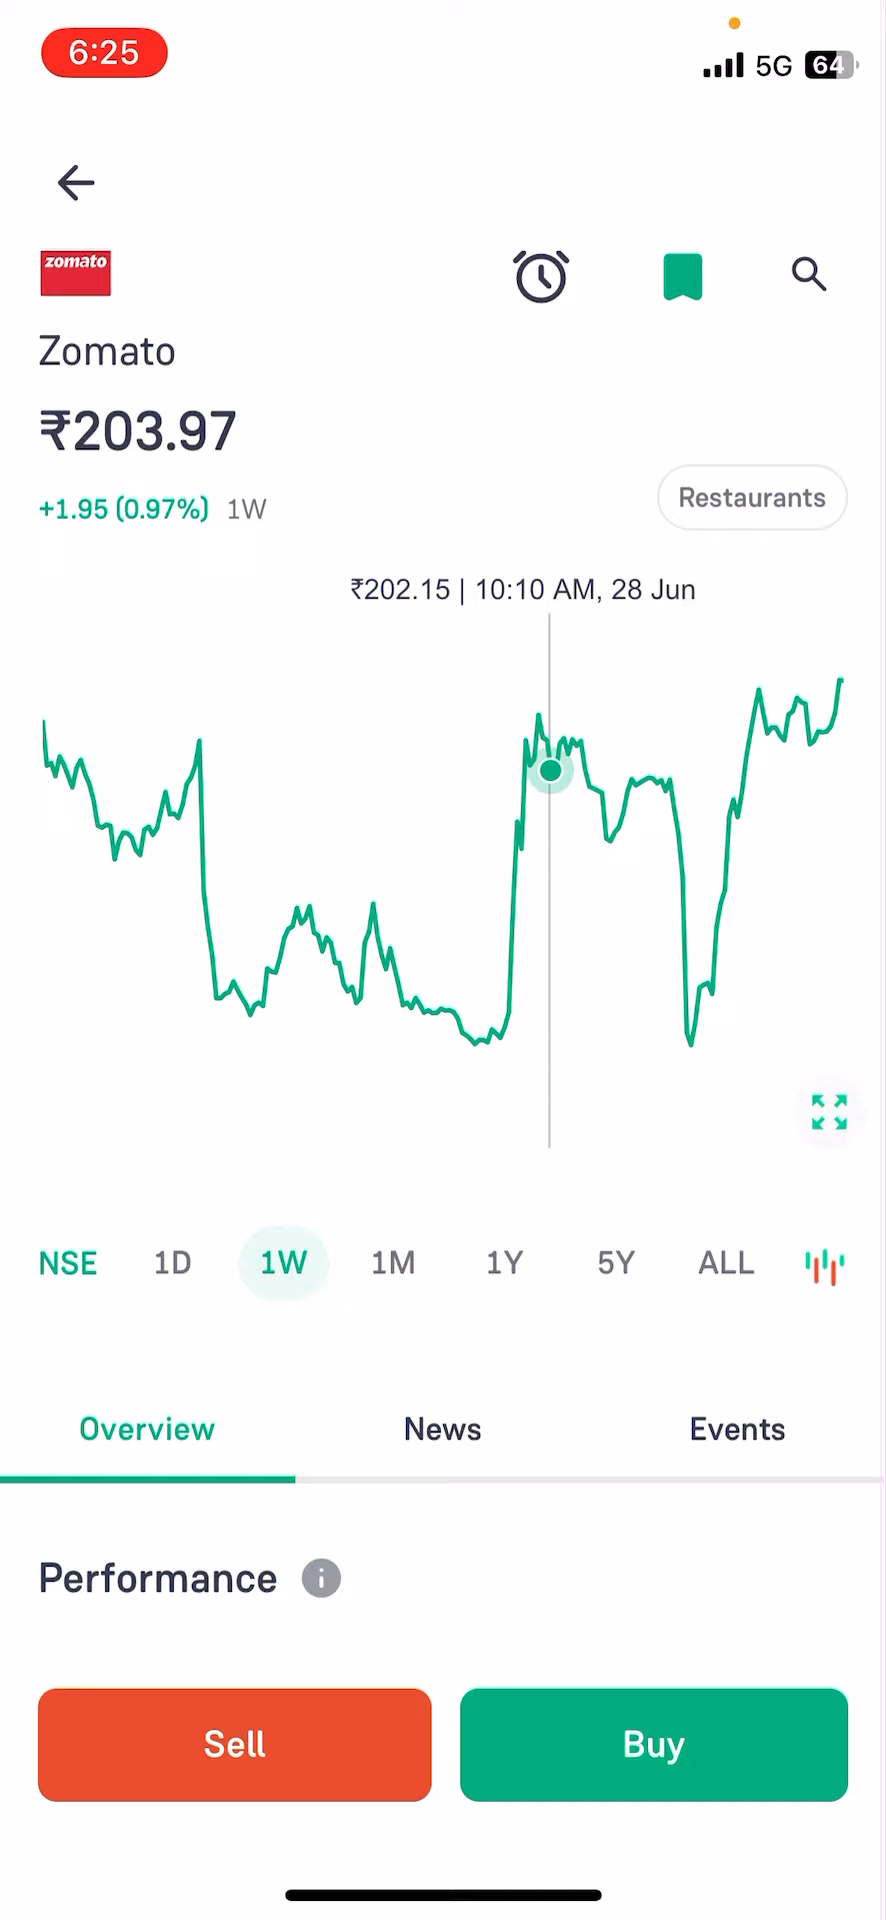 6:25
5G 64
zomato
Zomato
₹203.97
+1.95 (0.97%) 1W
Restaurants
₹202.15 | 10:10 AM, 28 Jun
NSE 1D 1W 1M 1Y 5Y ALL
Overview News Events
Performance i
Sell Buy